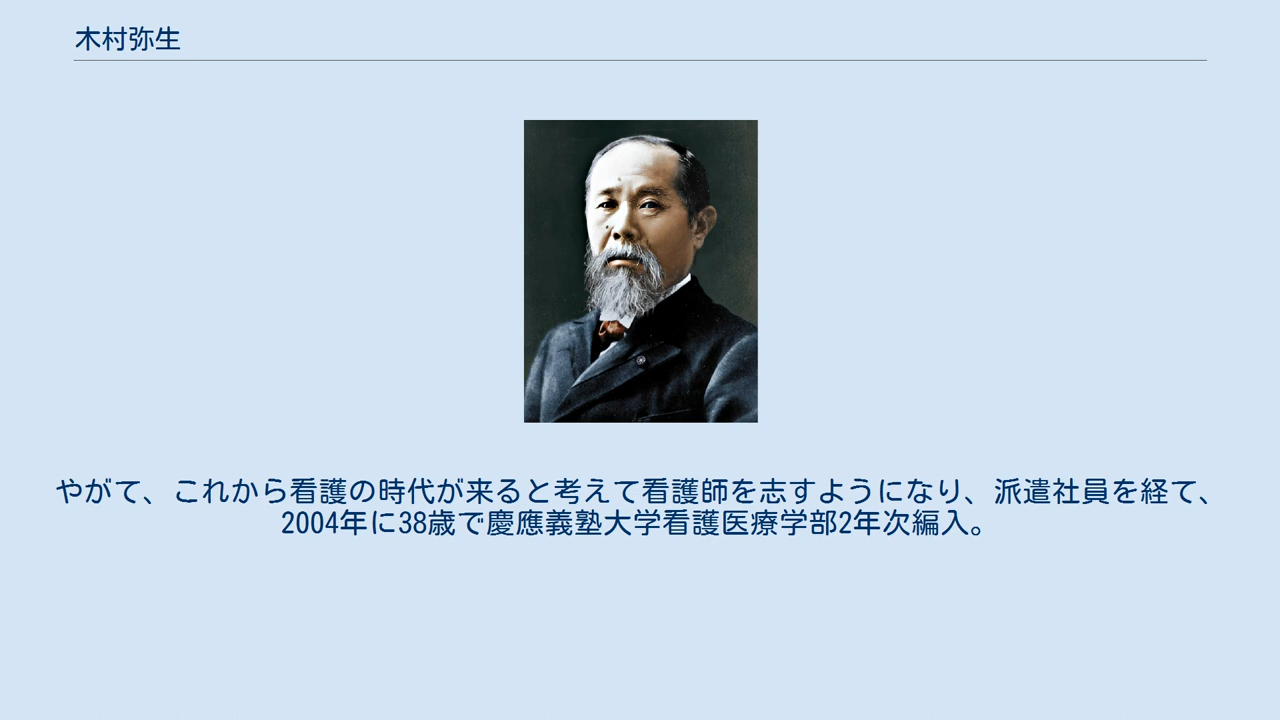 木村弥生
やがて、これから看護の時代が来ると考えて看護師を志すようになり、派遣社員を経て、
2004年に38歳で慶應義塾大学看護医療学部2年次編入。